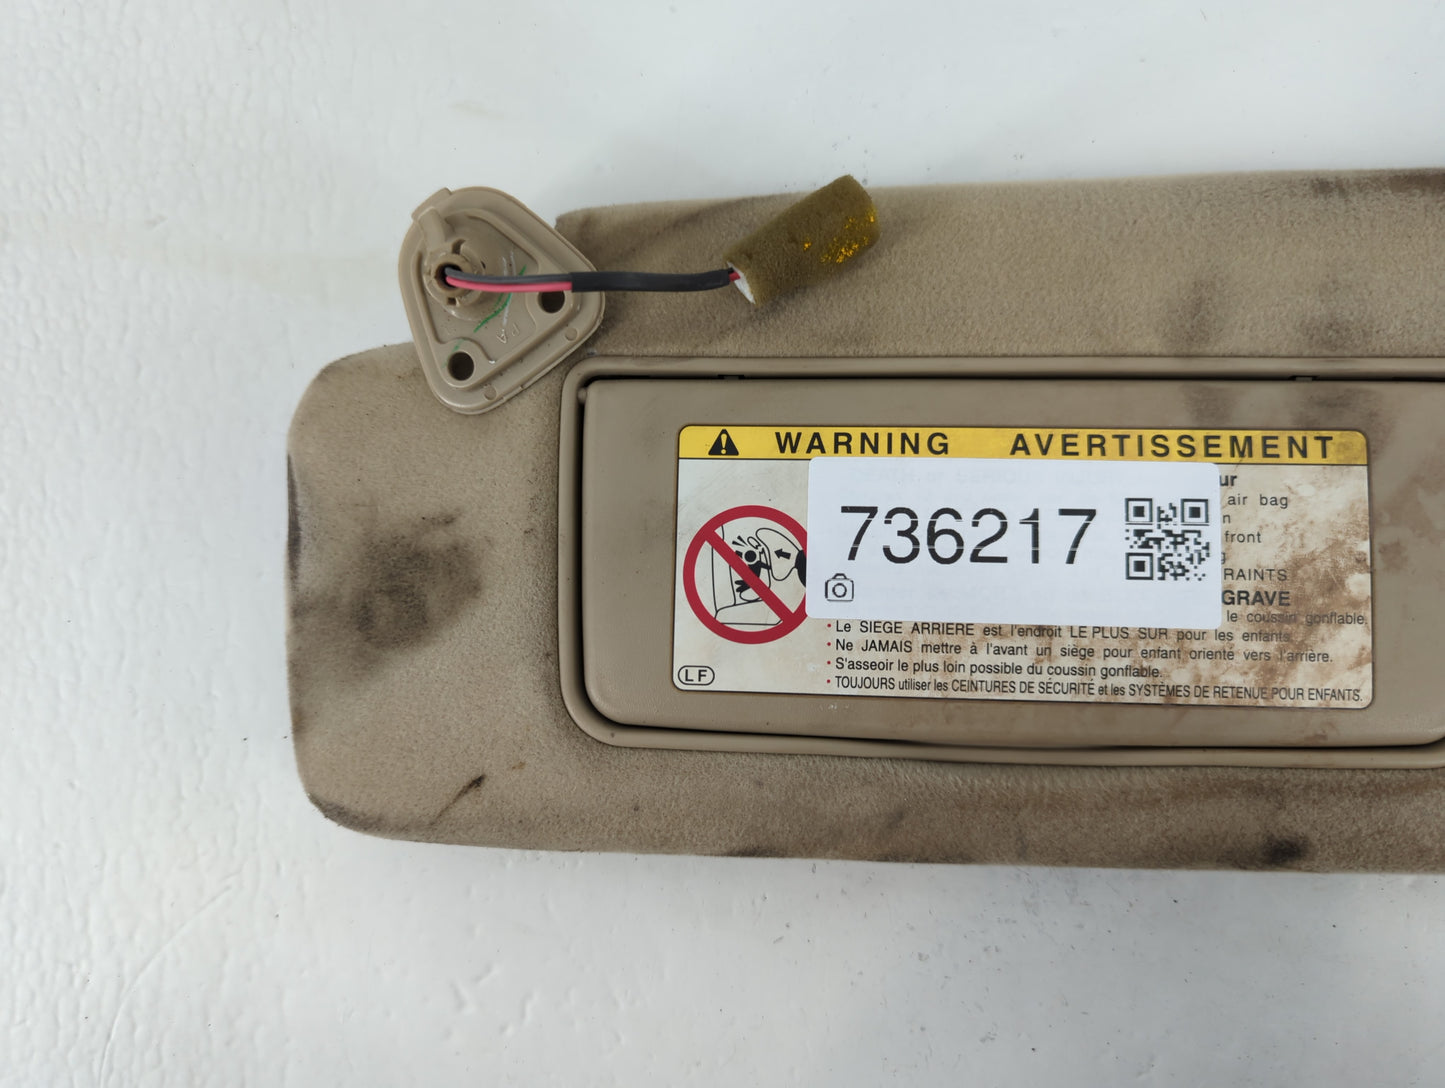 WARNING AVERTISSEMENT
ur
air bag
n
front
g
RAINTS
GRAVE
le coussin gonflable.
736217
• Le SIEGE ARRIERE est l'endroit LE PLUS SUR pour les enfants.
• Ne JAMAIS mettre à l'avant un siège pour enfant orienté vers l'arrière.
• S'asseoir le plus loin possible du coussin gonflable.
• TOUJOURS utiliser les CEINTURES DE SÉCURITÉ et les SYSTÈMES DE RETENUE POUR ENFANTS.
LF